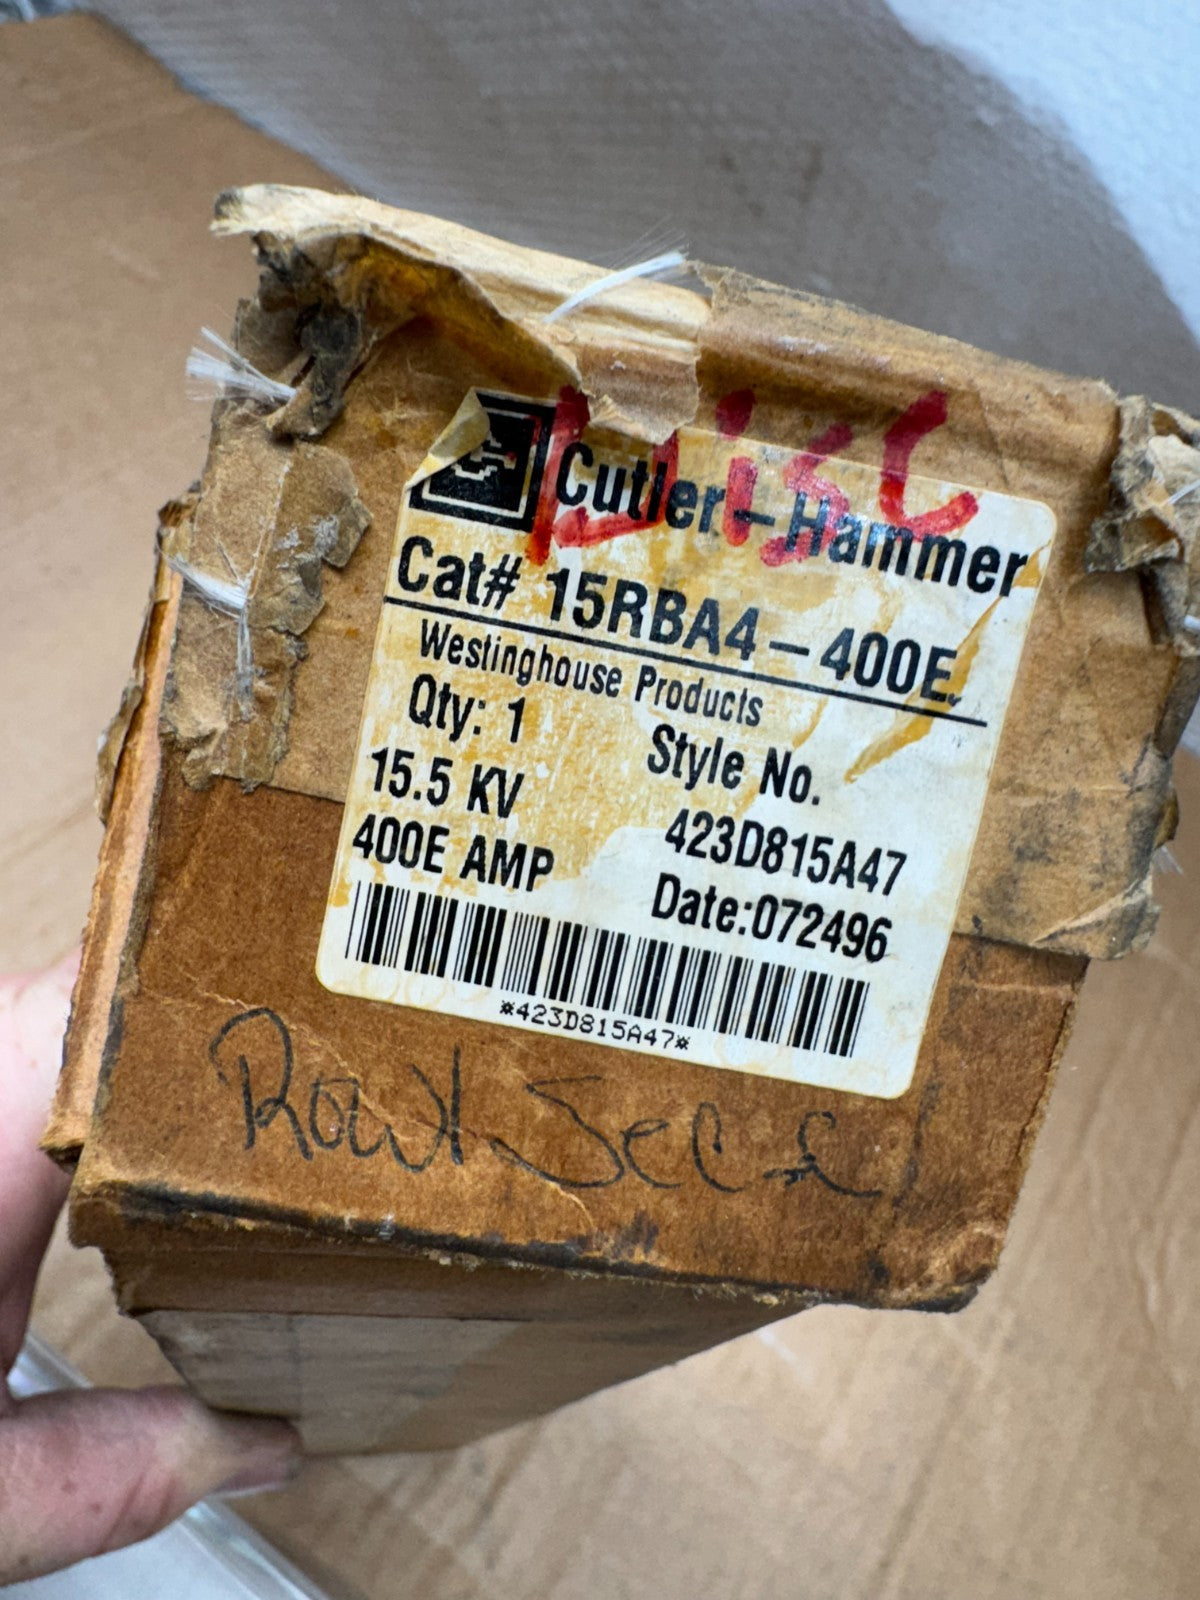 Disc
Cutler-Hammer
Cat# 15RBA4-400E
Westinghouse Products
Qty: 1
Style No.
15.5 KV
423D815A47
400E AMP
Date:072496
*423D815A47*
Row1 Sec